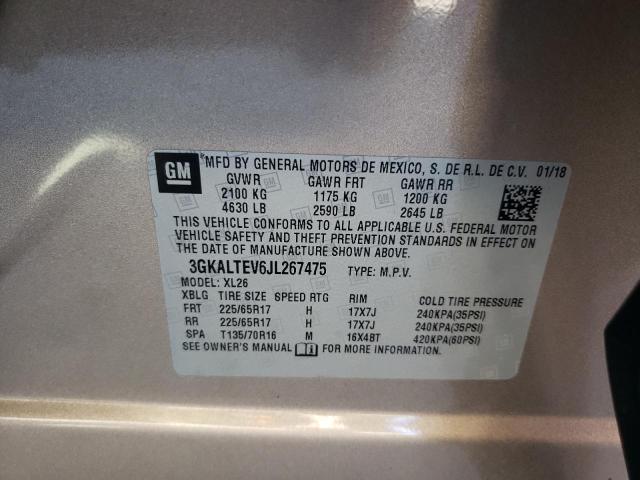 GM *MFD BY GENERAL MOTORS DE MEXICO, S. DE R.L. DE C.V. 01/18
GVWR GAWR FRT GAWR RR
2100 KG 1175 KG 1200 KG
4630 LB 2590 LB 2645 LB
THIS VEHICLE CONFORMS TO ALL APPLICABLE U.S. FEDERAL MOTOR
VEHICLE SAFETY AND THEFT PREVENTION STANDARDS IN EFFECT ON
THE DATE OF MANUFACTURE SHOWN ABOVE.
3GKALTEV6JL267475 TYPE: M.P.V.
MODEL: XL26
XBLG TIRE SIZE SPEED RTG RIM COLD TIRE PRESSURE
FRT 225/65R17 H 17X7J 240KPA(35PSI)
RR 225/65R17 H 17X7J 240KPA(35PSI)
SPA T135/70R16 M 16X4BT 420KPA(60PSI)
SEE OWNER'S MANUAL FOR MORE INFORMATION.